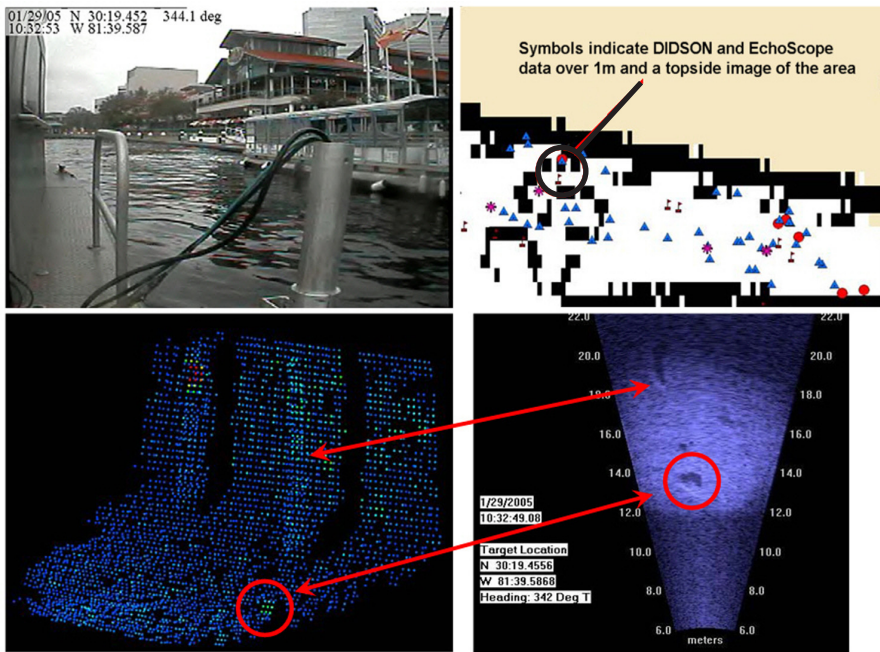 01/29/05 N 30:19.452 344.1 deg
10:32:53 W 81:39.587
Symbols indicate DIDSON and EchoScope
data over 1m and a topside image of the area
22.0
20.0 20.0
18.0 18.0
16.0 16.0
14.0 14.0
12.0 12.0
10.0 10.0
8.0 8.0
6.0 6.0
meters
1/29/2005
10:32:49.08
Target Location
N 30:19.4556
W 81:39.5868
Heading: 342 Deg T